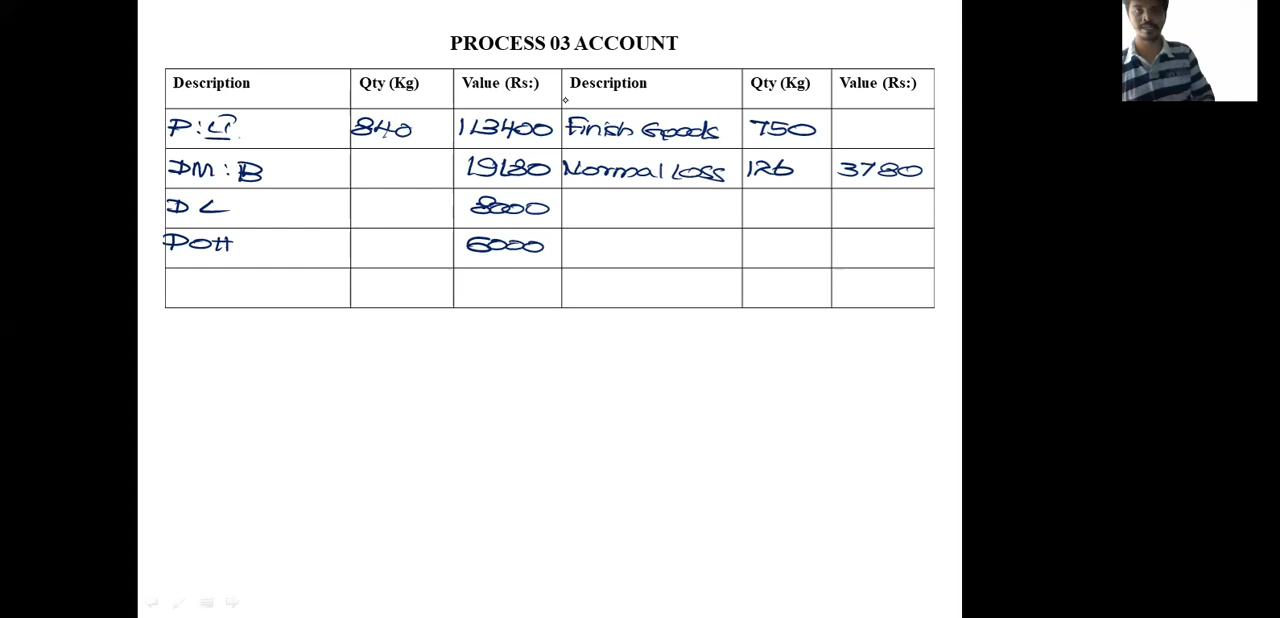 PROCESS 03 ACCOUNT
Description Qty (Kg) Value (Rs:) Description Qty (Kg) Value (Rs:)
P: 840 113400 Finish Goods 750
DM: B 19180 Normal Loss 126 3780
DL 8000
POH 6000